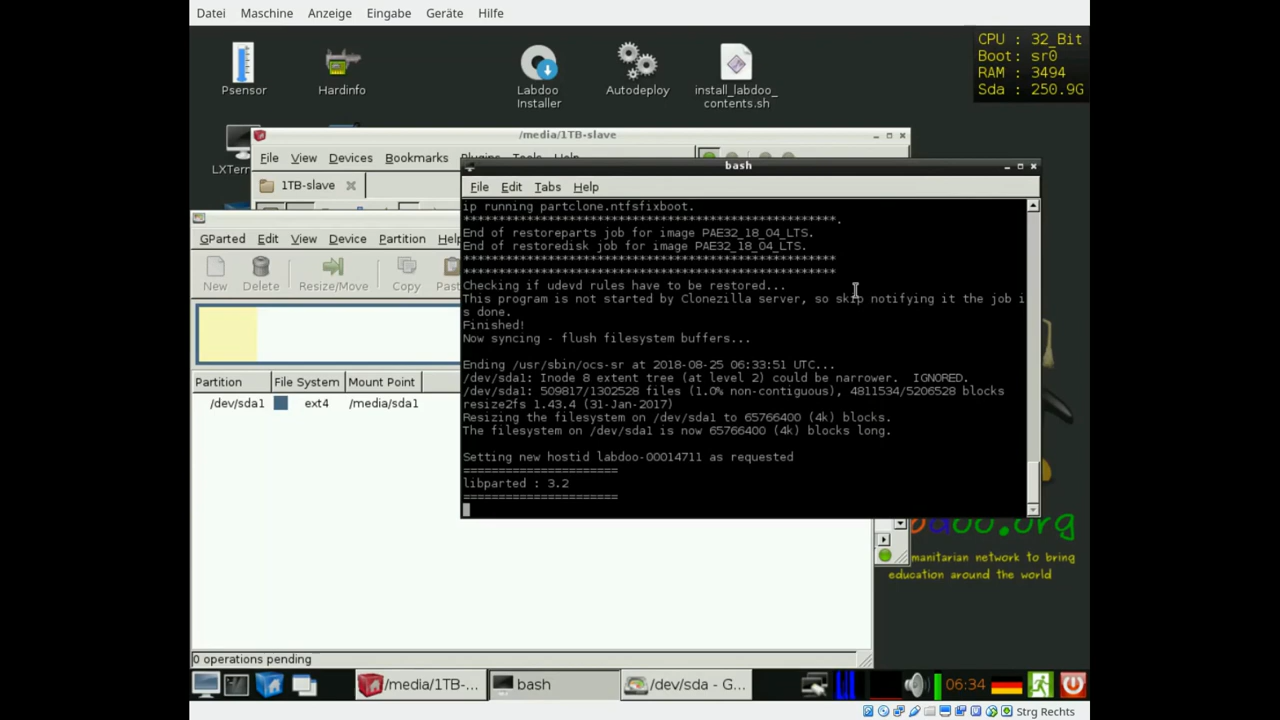 Datei Maschine Anzeige Eingabe Geräte Hilfe
CPU : 32_Bit
Boot: sr0
RAM : 3494
Sda : 250.9G
Psensor
Hardinfo
Labdoo
Installer
Autodeploy
install_labdoo_
contents.sh
LXTerm
/media/1TB-slave
File View Devices Bookmarks Plugins Tools Help
1TB-slave
bash
File Edit Tabs Help
ip running partclone.ntfsfixboot.
**************************************************.
End of restoreparts job for image PAE32_18_04_LTS.
End of restoredisk job for image PAE32_18_04_LTS.
**************************************************
**************************************************
Checking if udevd rules have to be restored...
This program is not started by Clonezilla server, so skip notifying it the job i
s done.
Finished!
Now syncing - flush filesystem buffers...
Ending /usr/sbin/ocs-sr at 2018-08-25 06:33:51 UTC...
/dev/sda1: Inode 8 extent tree (at level 2) could be narrower.  IGNORED.
/dev/sda1: 509817/1302528 files (1.0% non-contiguous), 4811534/5206528 blocks
resize2fs 1.43.4 (31-Jan-2017)
Resizing the filesystem on /dev/sda1 to 65766400 (4k) blocks.
The filesystem on /dev/sda1 is now 65766400 (4k) blocks long.
Setting new hostid labdoo-00014711 as requested
======================
libparted : 3.2
======================
GParted Edit View Device Partition Help
New Delete Resize/Move Copy Past
Partition File System Mount Point
/dev/sda1 ext4 /media/sda1
doo.org
manitarian network to bring
education around the world
0 operations pending
/media/1TB-... bash /dev/sda - G... 06:34
Strg Rechts